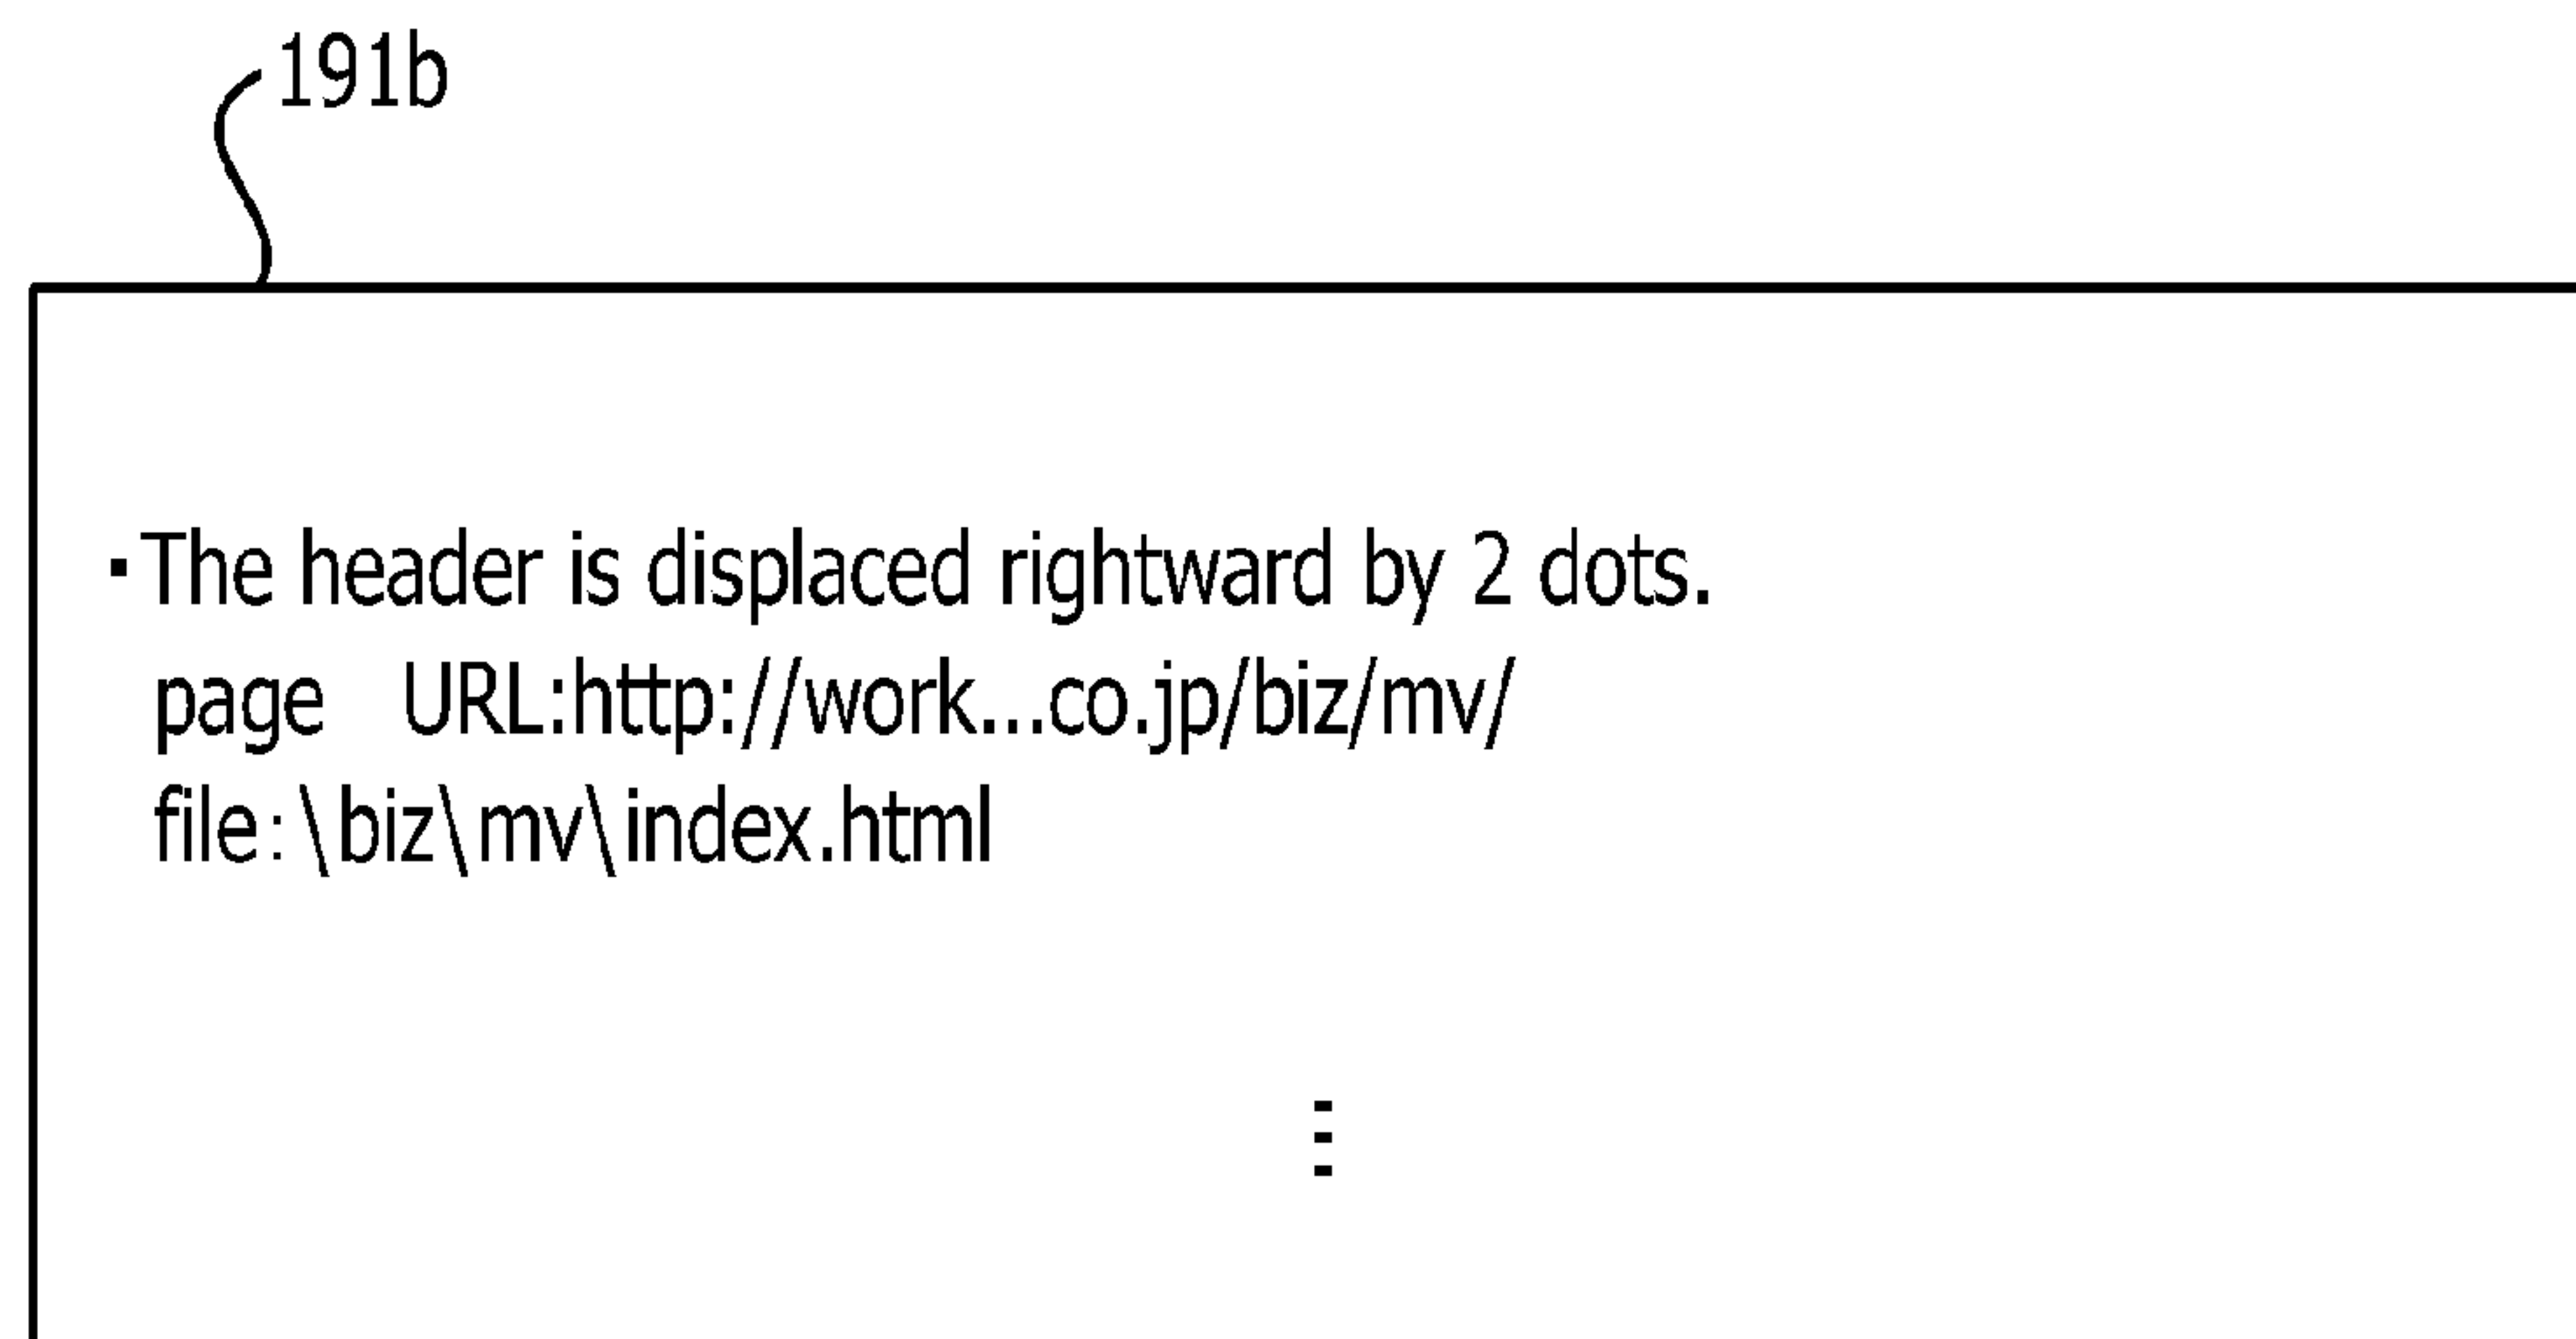 191b
·The header is displaced rightward by 2 dots.
page URL:http://work...co.jp/biz/mv/
file:\biz\mv\index.html